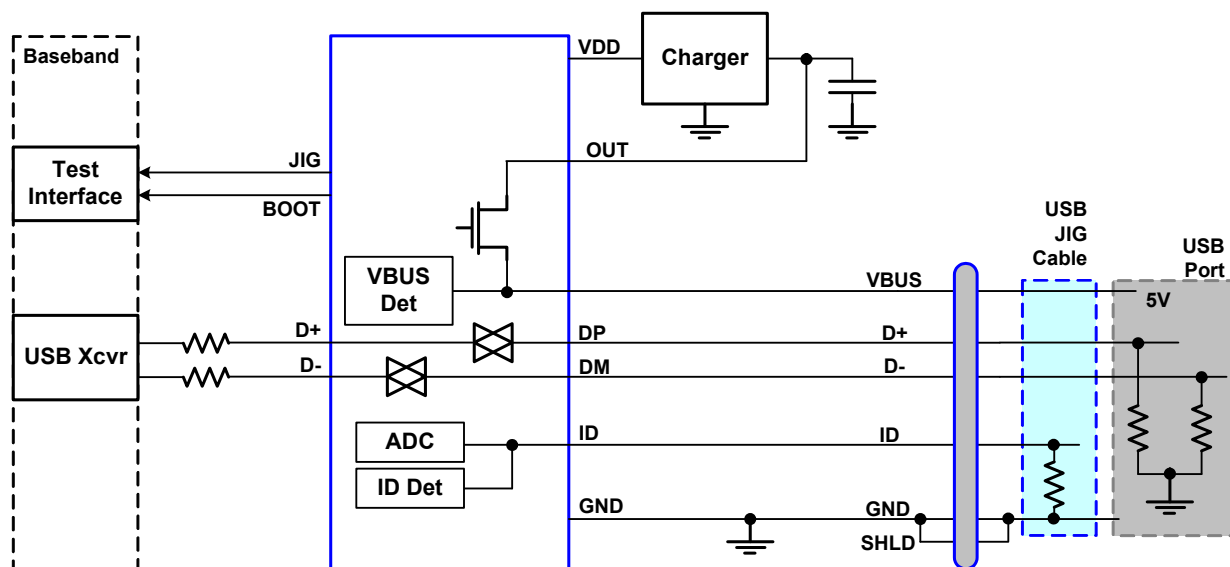 Baseband
VDD
Charger
OUT
Test
Interface
JIG
BOOT
USB
JIG
Cable
USB
Port
VBUS
Det
VBUS
5V
USB Xcvr
D+
DP
D+
D-
DM
D-
ADC
ID
ID
ID Det
GND
GND
SHLD